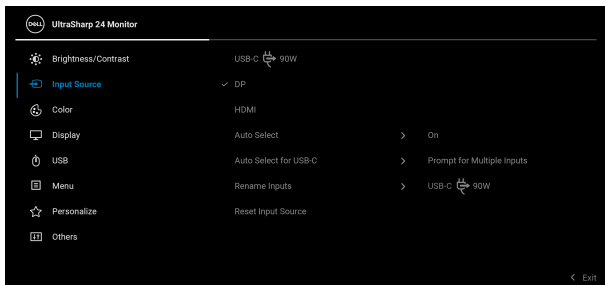 DELL UltraSharp 24 Monitor
Brightness/Contrast USB-C 90W
Input Source DP
Color HDMI
Display Auto Select On
USB Auto Select for USB-C Prompt for Multiple Inputs
Menu Rename Inputs USB-C 90W
Personalize Reset Input Source
Others
Exit